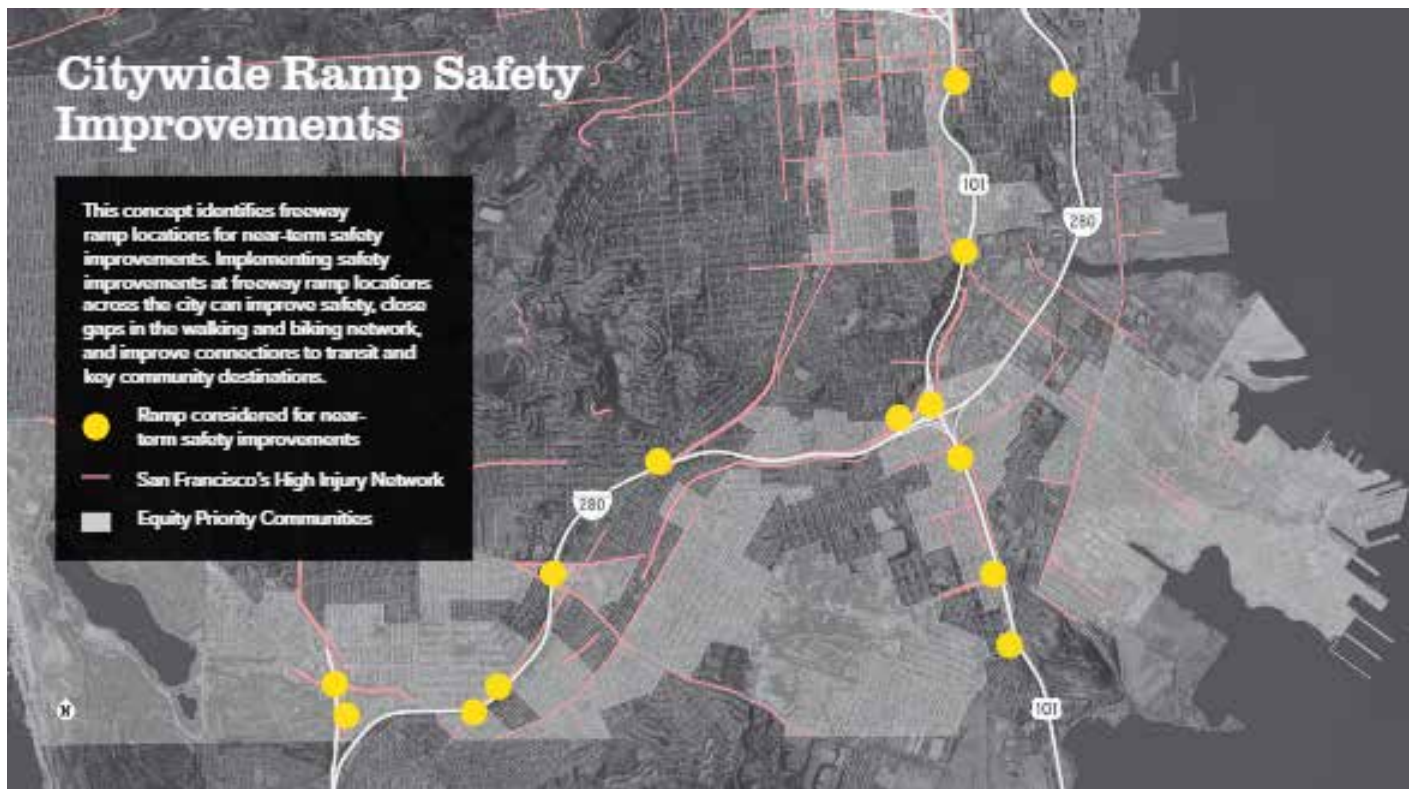 Citywide Ramp Safety
Improvements
This concept identifies freeway
ramp locations for near-term safety
improvements. Implementing safety
improvements at freeway ramp locations
across the city can improve safety, close
gaps in the walking and biking network,
and improve connections to transit and
key community destinations.
Ramp considered for near-
term safety improvements
San Francisco's High Injury Network
Equity Priority Communities
101
280
280
101
N